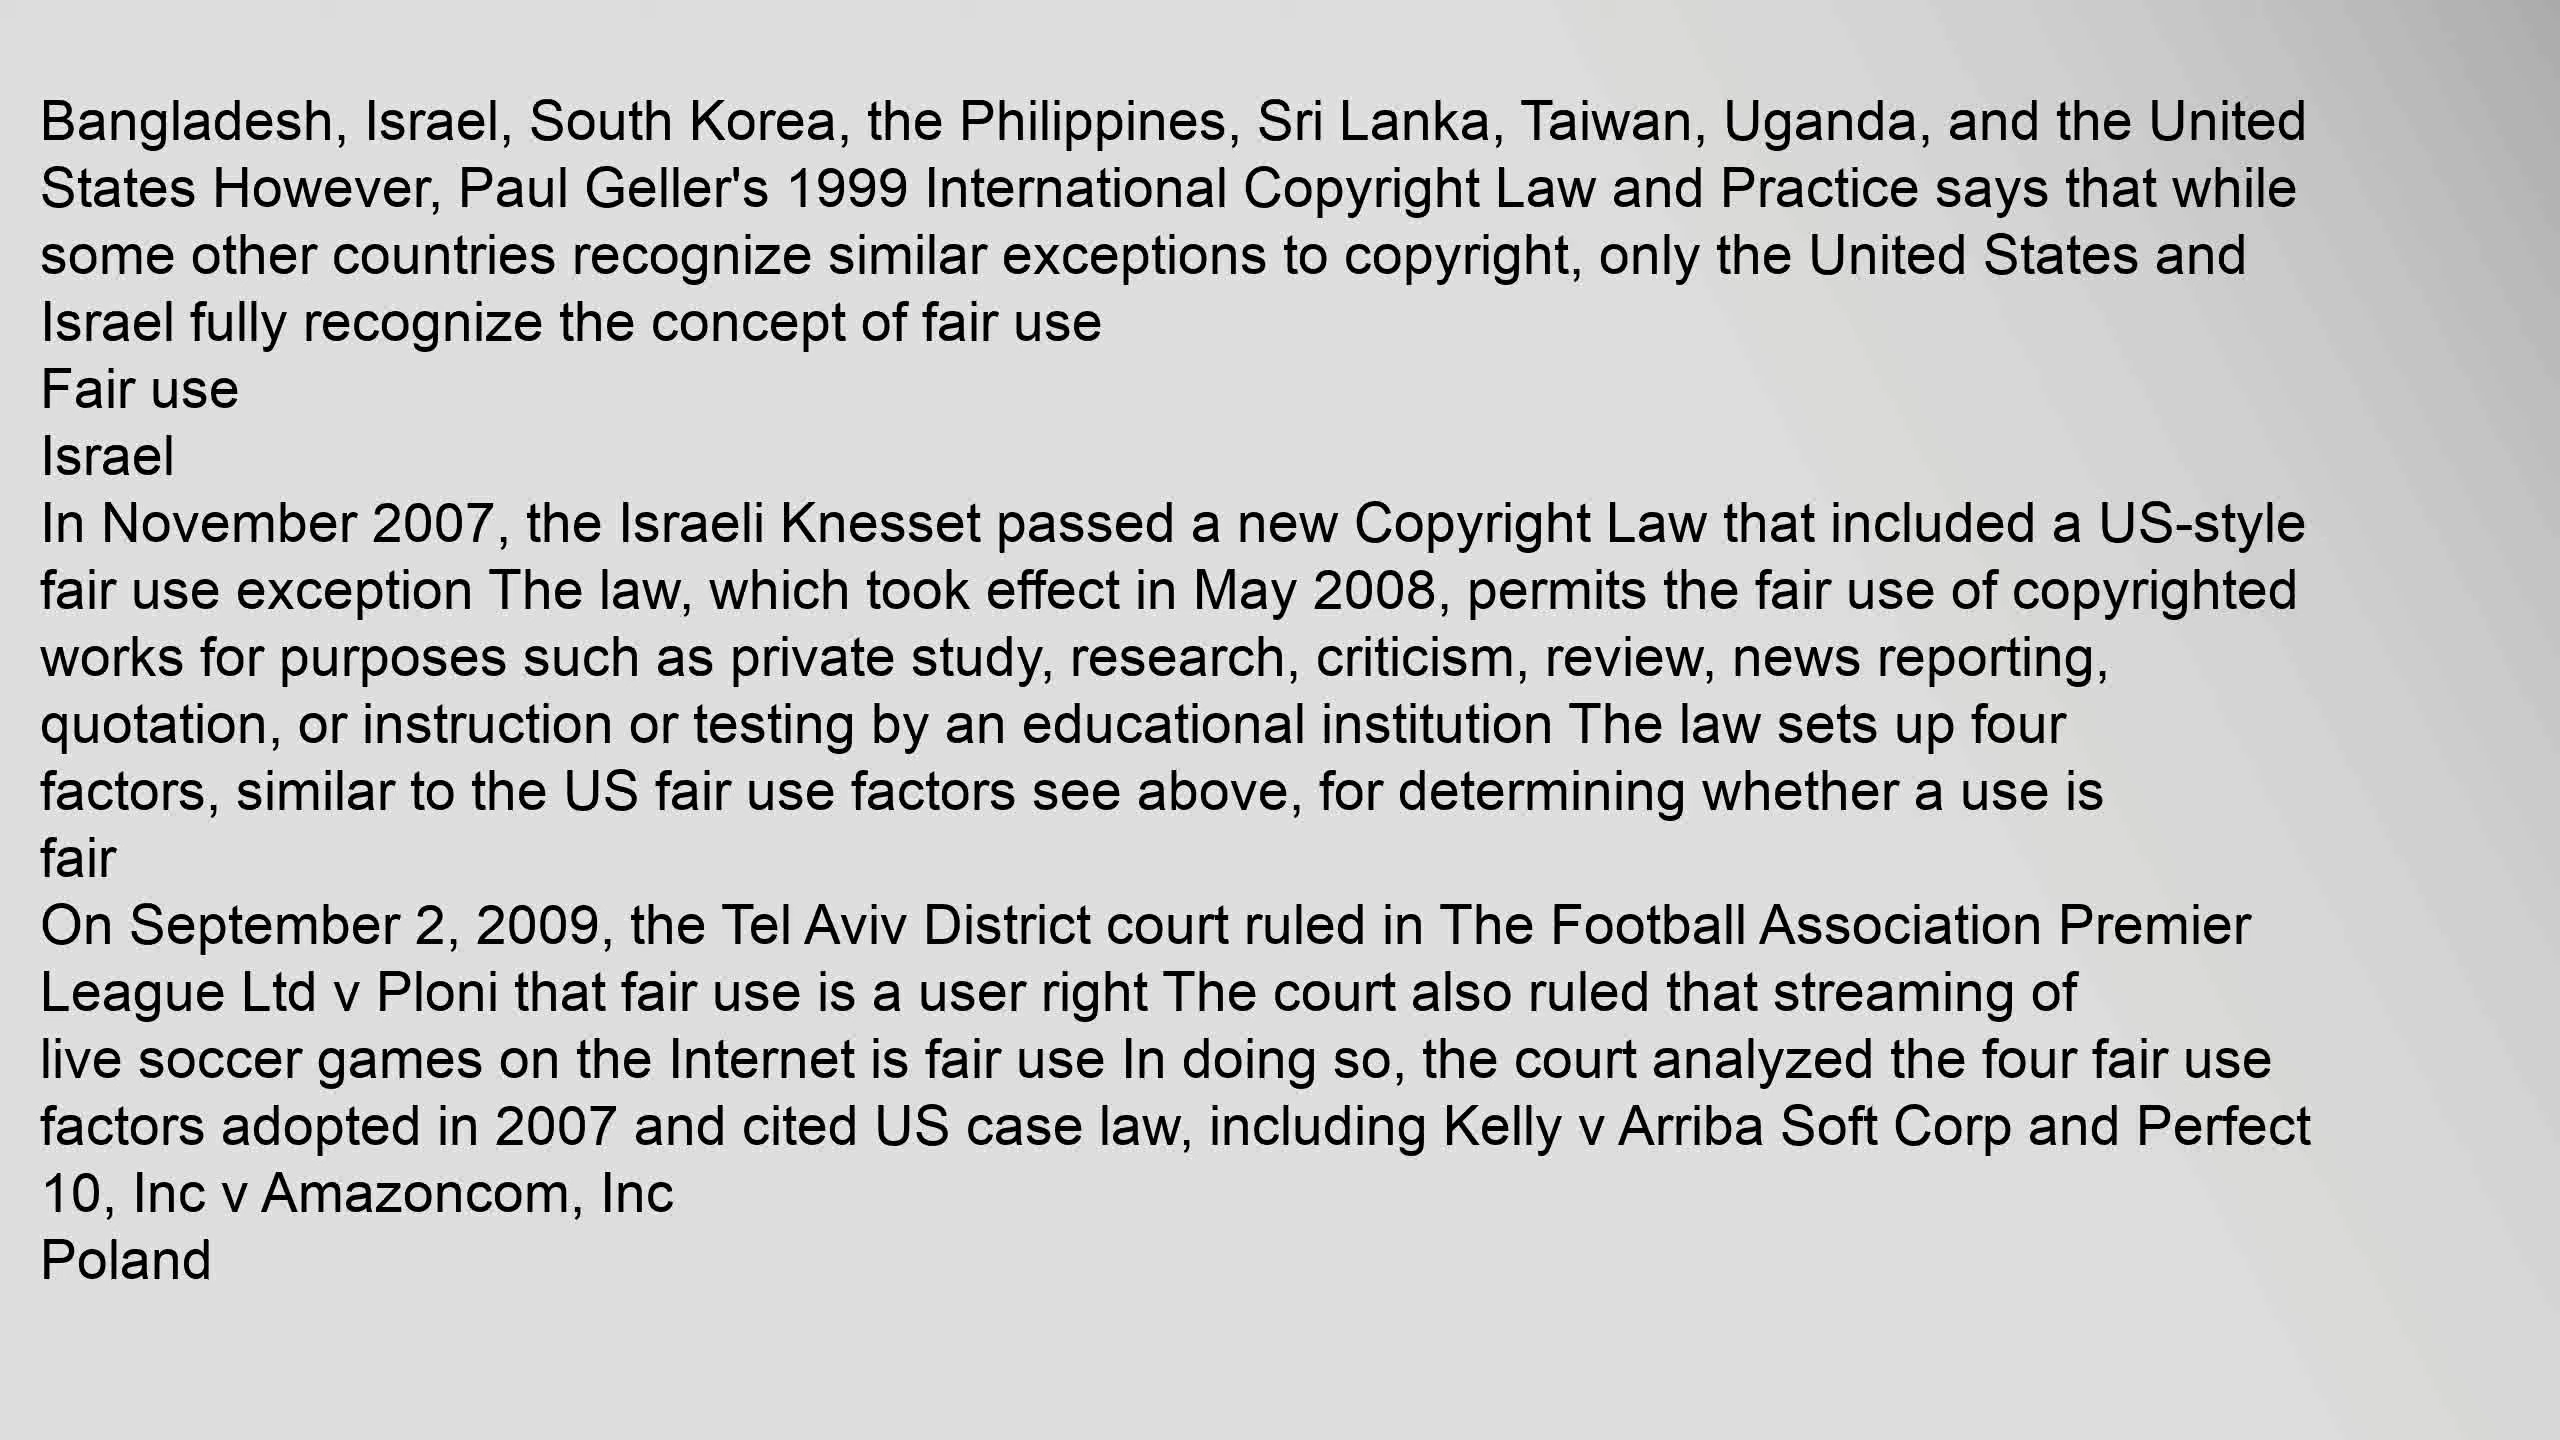 Bangladesh, Israel, South Korea, the Philippines, Sri Lanka, Taiwan, Uganda, and the United
States However, Paul Geller's 1999 International Copyright Law and Practice says that while
some other countries recognize similar exceptions to copyright, only the United States and
Israel fully recognize the concept of fair use
Fair use
Israel
In November 2007, the Israeli Knesset passed a new Copyright Law that included a US-style
fair use exception The law, which took effect in May 2008, permits the fair use of copyrighted
works for purposes such as private study, research, criticism, review, news reporting,
quotation, or instruction or testing by an educational institution The law sets up four
factors, similar to the US fair use factors see above, for determining whether a use is
fair
On September 2, 2009, the Tel Aviv District court ruled in The Football Association Premier
League Ltd v Ploni that fair use is a user right The court also ruled that streaming of
live soccer games on the Internet is fair use In doing so, the court analyzed the four fair use
factors adopted in 2007 and cited US case law, including Kelly v Arriba Soft Corp and Perfect
10, Inc v Amazoncom, Inc
Poland